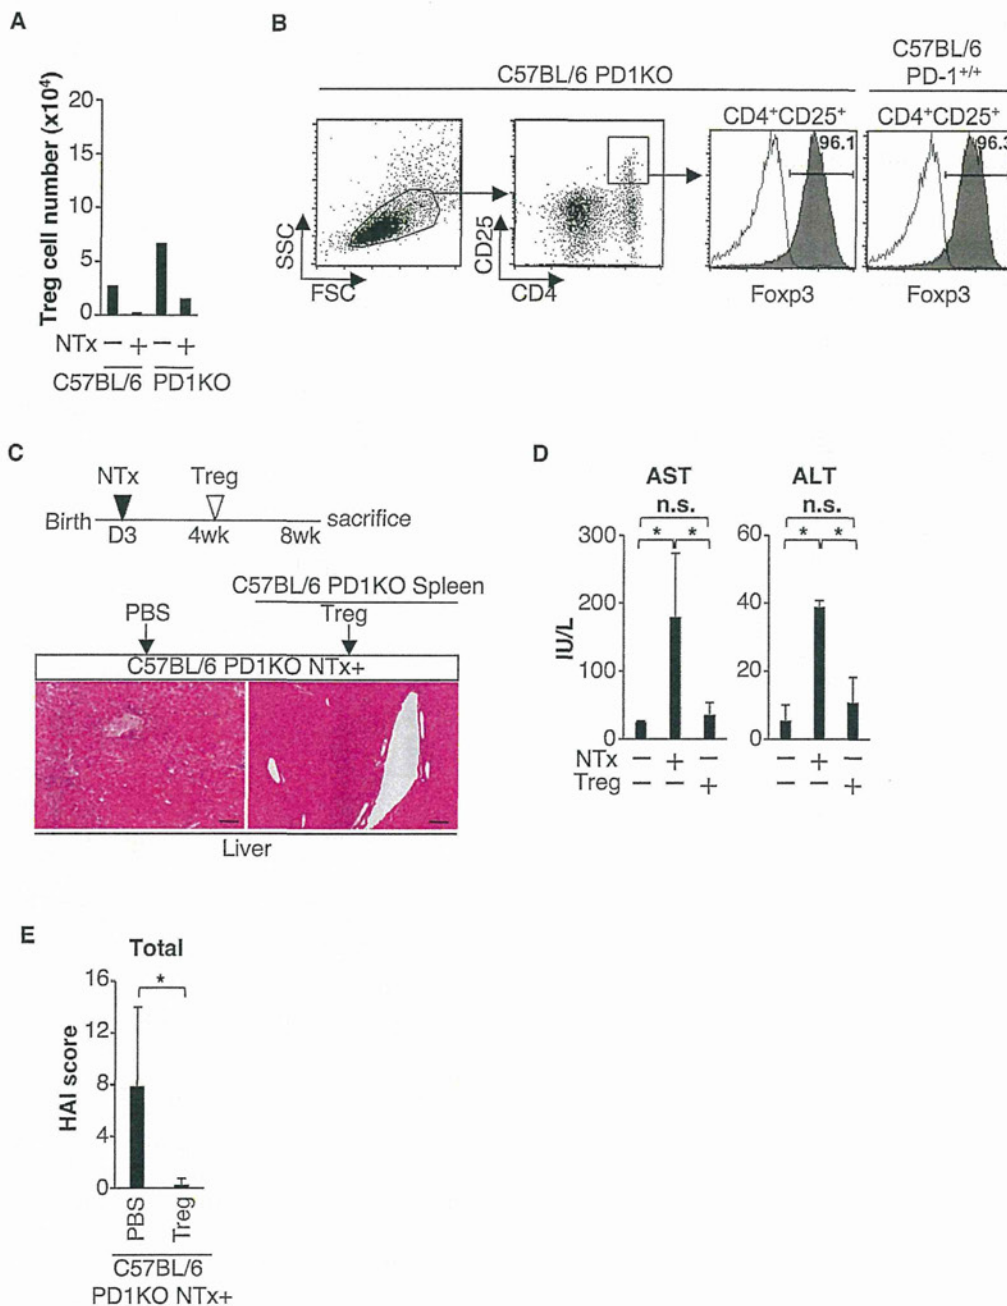 A
Treg cell number (x10⁴)
20
15
10
5
0
NTx − + − +
C57BL/6 PD1KO
B
C57BL/6 PD1KO
C57BL/6
PD-1+/+
CD4+CD25+
CD4+CD25+
96.1
96.3
SSC
FSC
CD25
CD4
Foxp3
Foxp3
C
NTx Treg
Birth D3 4wk 8wk sacrifice
C57BL/6 PD1KO Spleen
PBS Treg
C57BL/6 PD1KO NTx+
Liver
D
AST
n.s.
* *
IU/L
300
200
100
0
ALT
n.s.
* *
60
40
20
0
NTx − + − − + −
Treg − − + − − +
E
Total
*
HAI score
16
12
8
4
0
PBS
Treg
C57BL/6
PD1KO NTx+